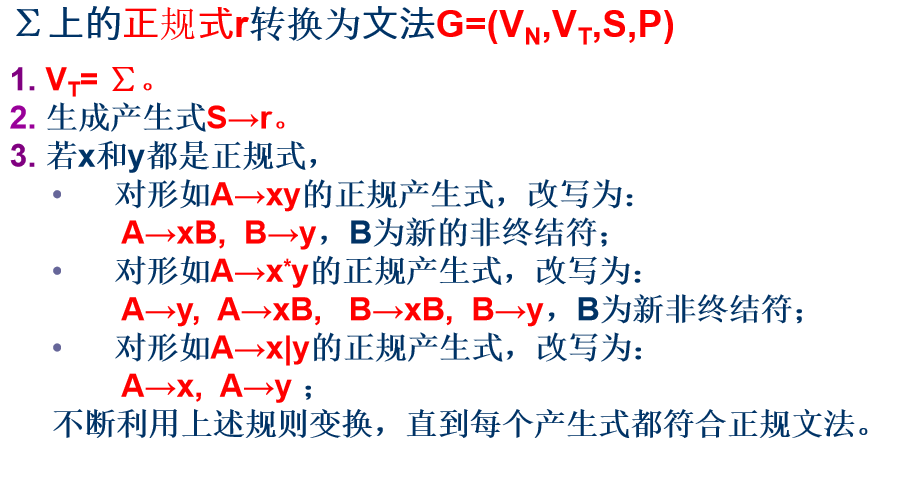 ∑上的正规式r转换为文法G=(VN,VT,S,P)
1. VT= ∑。
2. 生成产生式S→r。
3. 若x和y都是正规式，
• 对形如A→xy的正规产生式，改写为：
A→xB, B→y，B为新的非终结符；
• 对形如A→x*y的正规产生式，改写为：
A→y, A→xB, B→xB, B→y，B为新非终结符；
• 对形如A→x|y的正规产生式，改写为：
A→x, A→y ；
不断利用上述规则变换，直到每个产生式都符合正规文法。